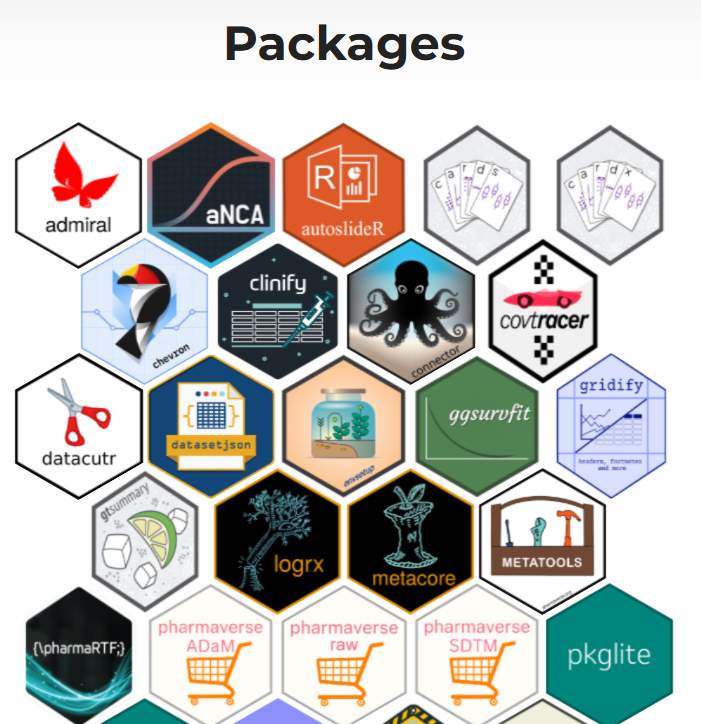 Packages
admiral
aNCA
R
autoslideR
c a r d s
c a r d x
chevron
clinify
connector
covtracer
datacutr
datasetjson
envsetup
ggsurvfit
gridify
headers, footnotes
and more
gtsummary
logrx
metacore
METATOOLS
{\pharmaRTF;}
pharmaverse
ADaM
pharmaverse
raw
pharmaverse
SDTM
pkglite